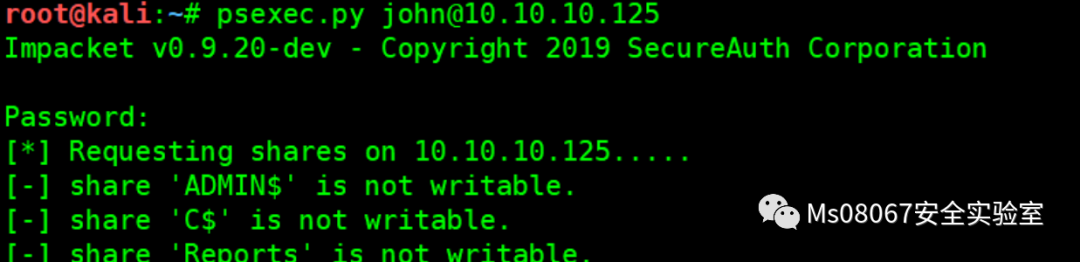 root@kali:~# psexec.py john@10.10.10.125
Impacket v0.9.20-dev - Copyright 2019 SecureAuth Corporation
Password:
[*] Requesting shares on 10.10.10.125.....
[-] share 'ADMIN$' is not writable.
[-] share 'C$' is not writable.
[-] share 'Reports' is not writable.
Ms08067安全实验室